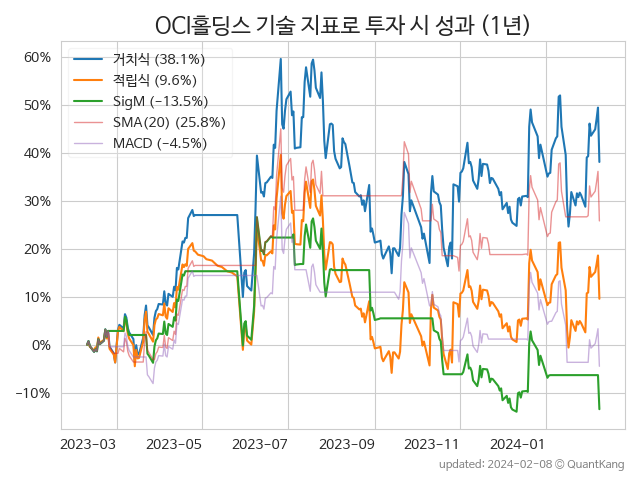 OCI홀딩스 기술 지표로 투자 시 성과 (1년)
거치식 (38.1%)
적립식 (9.6%)
SigM (−13.5%)
SMA(20) (25.8%)
MACD (−4.5%)
60%
50%
40%
30%
20%
10%
0%
−10%
2023-03 2023-05 2023-07 2023-09 2023-11 2024-01
updated: 2024-02-08 © QuantKang